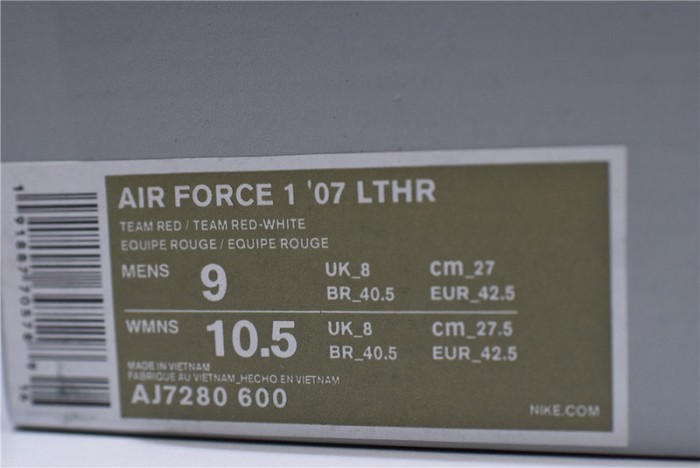 AIR FORCE 1 '07 LTHR
TEAM RED / TEAM RED-WHITE
EQUIPE ROUGE / EQUIPE ROUGE
MENS 9 UK_8 cm_27
BR_40.5 EUR_42.5
WMNS 10.5 UK_8 cm_27.5
BR_40.5 EUR_42.5
MADE IN VIETNAM
FABRIQUE AU VIETNAM_HECHO EN VIETNAM
AJ7280 600
NIKE.COM